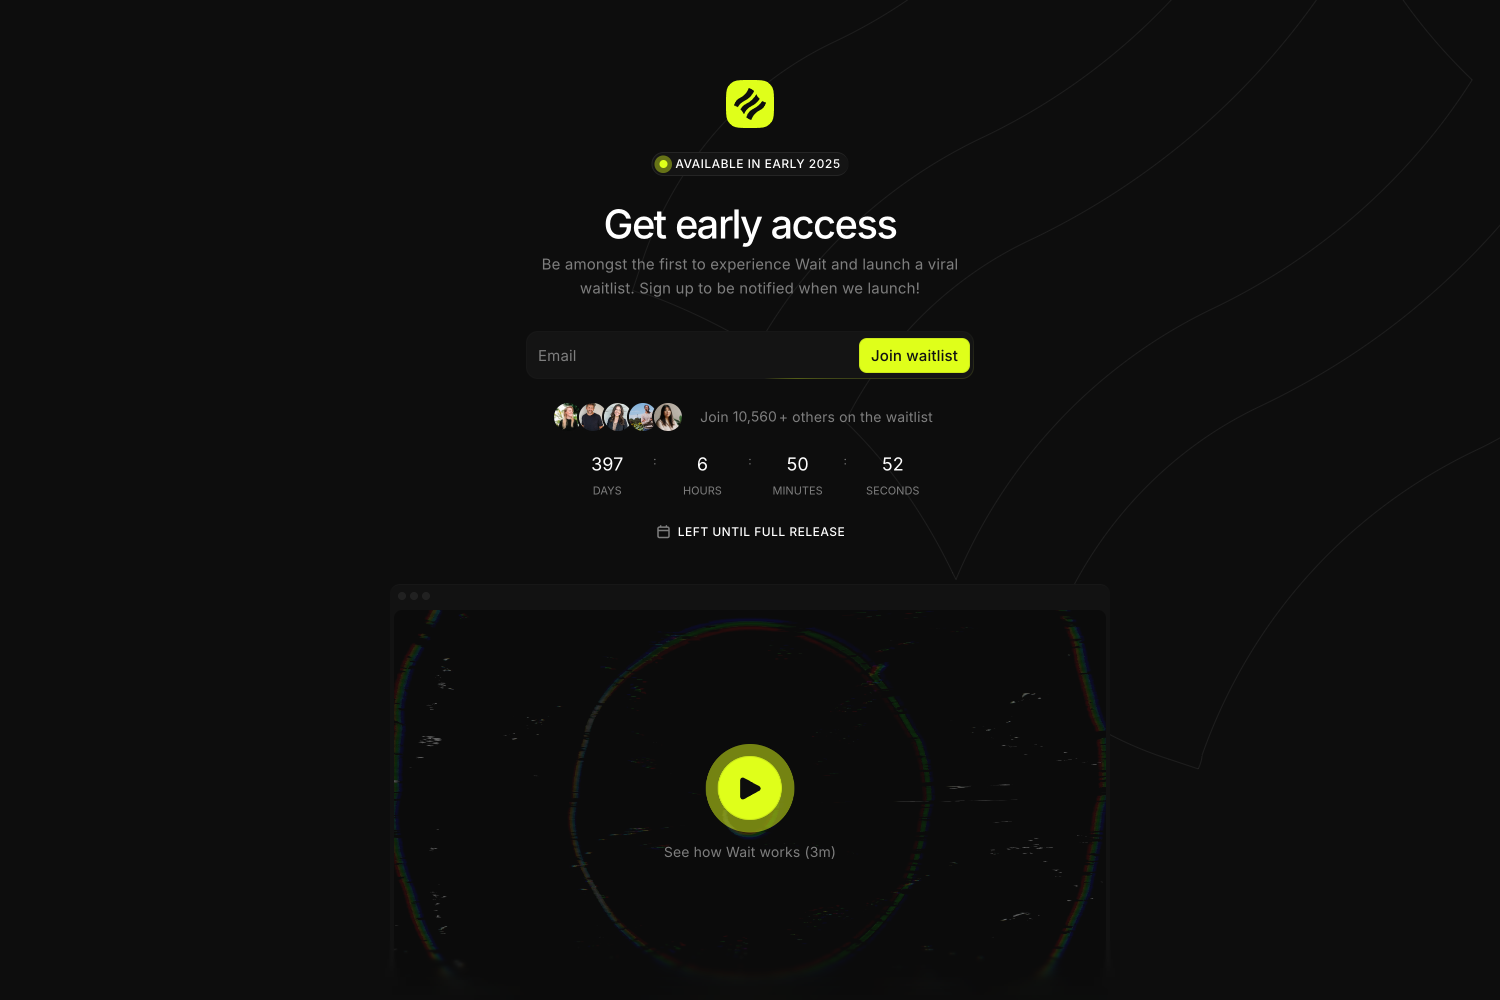 AVAILABLE IN EARLY 2025
Get early access
Be amongst the first to experience Wait and launch a viral
waitlist. Sign up to be notified when we launch!
Email
Join waitlist
Join 10,560+ others on the waitlist
397 : 6 : 50 : 52
DAYS HOURS MINUTES SECONDS
LEFT UNTIL FULL RELEASE
See how Wait works (3m)